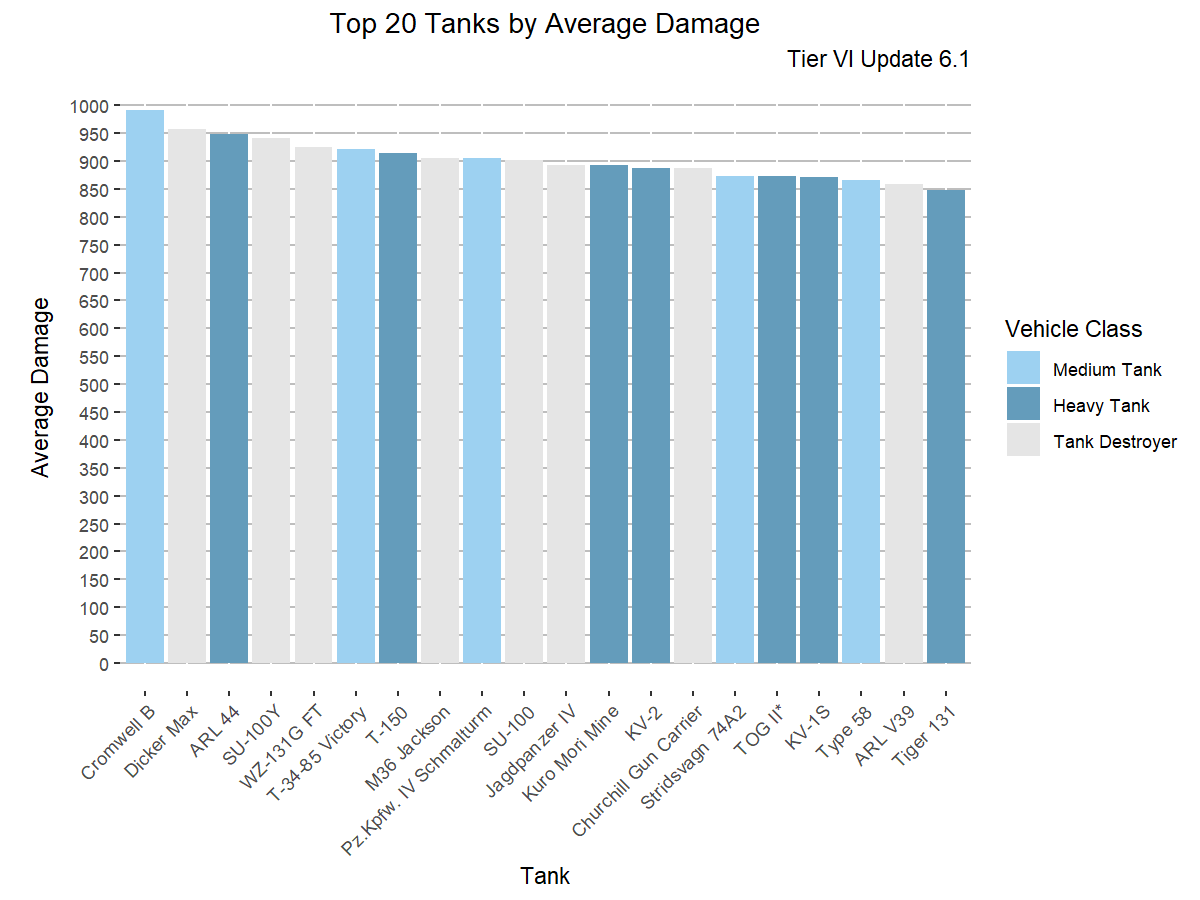 Top 20 Tanks by Average Damage
Tier VI Update 6.1
1000
950
900
850
800
750
700
650
600
550
500
450
400
350
300
250
200
150
100
50
0
Average Damage
Cromwell B
Dicker Max
ARL 44
SU-100Y
WZ-131G FT
T-34-85 Victory
T-150
M36 Jackson
Pz.Kpfw. IV Schmalturm
SU-100
Jagdpanzer IV
Kuro Mori Mine
KV-2
Churchill Gun Carrier
Stridsvagn 74A2
TOG II*
KV-1S
Type 58
ARL V39
Tiger 131
Tank
Vehicle Class
Medium Tank
Heavy Tank
Tank Destroyer